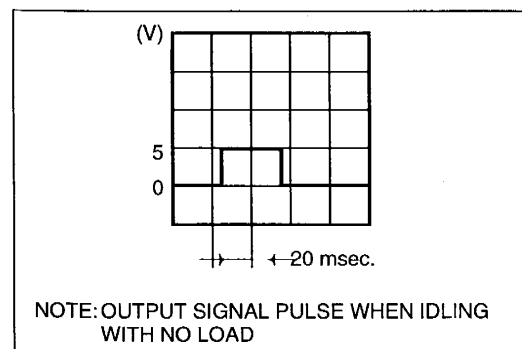 (V)
5
0
20 msec.
NOTE: OUTPUT SIGNAL PULSE WHEN IDLING
WITH NO LOAD